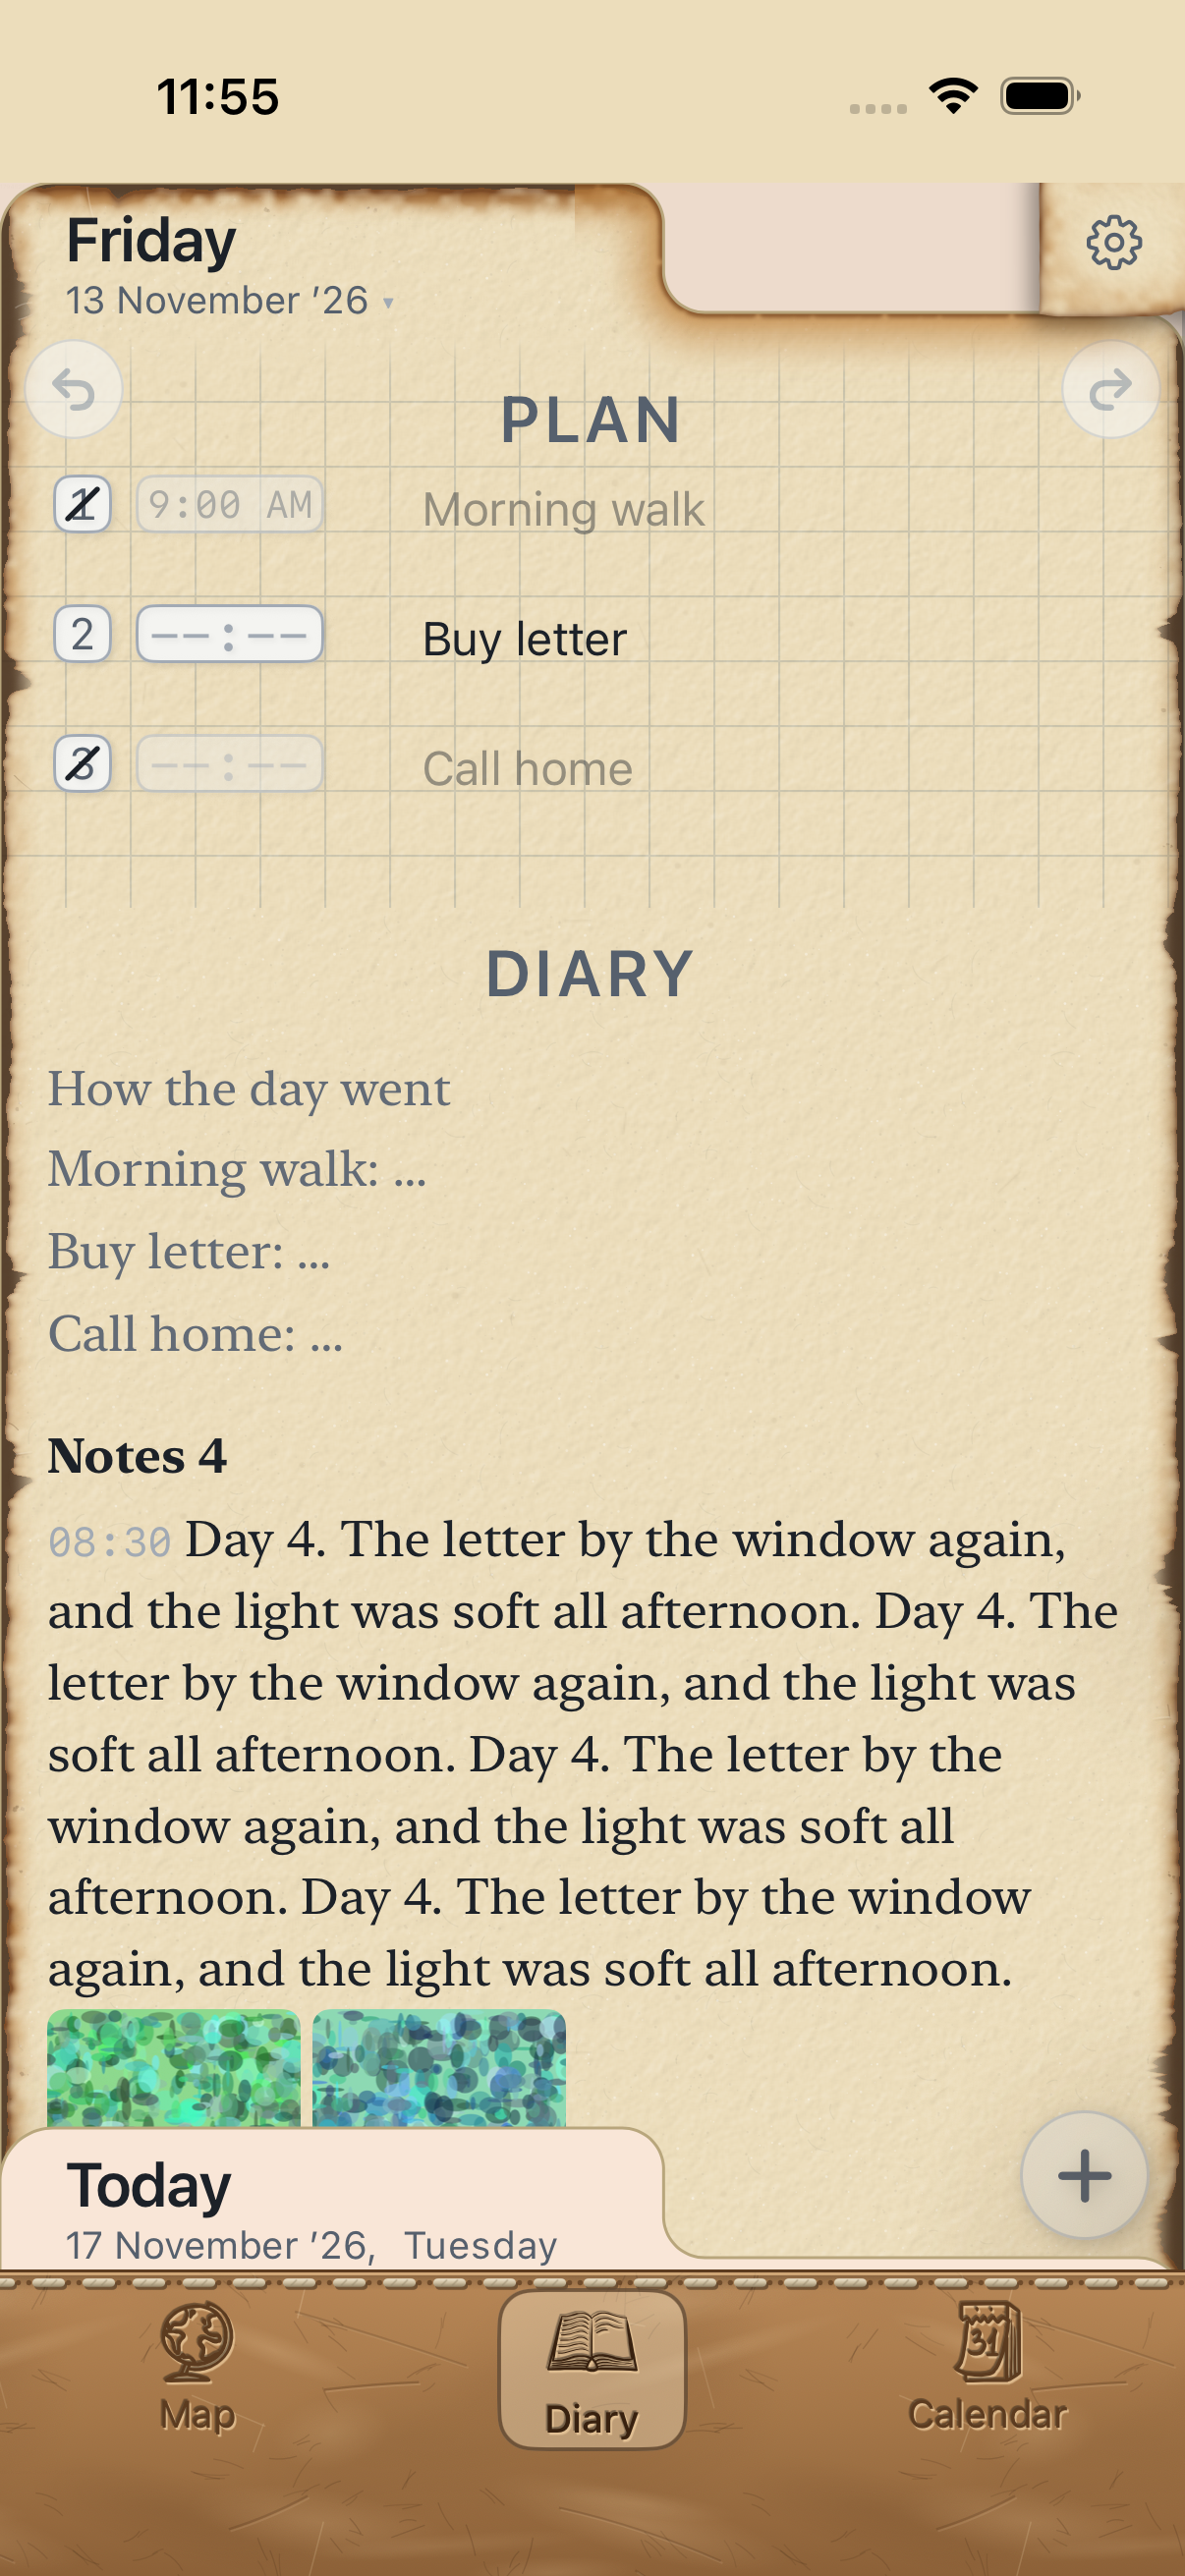 11:55
Friday
13 November ’26 ▾
PLAN
1 9:00 AM Morning walk
2 --:-- Buy letter
3 --:-- Call home
DIARY
How the day went
Morning walk: ...
Buy letter: ...
Call home: ...
Notes 4
08:30 Day 4. The letter by the window again,
and the light was soft all afternoon. Day 4. The
letter by the window again, and the light was
soft all afternoon. Day 4. The letter by the
window again, and the light was soft all
afternoon. Day 4. The letter by the window
again, and the light was soft all afternoon.
Today
17 November ’26, Tuesday
31
Map
Diary
Calendar